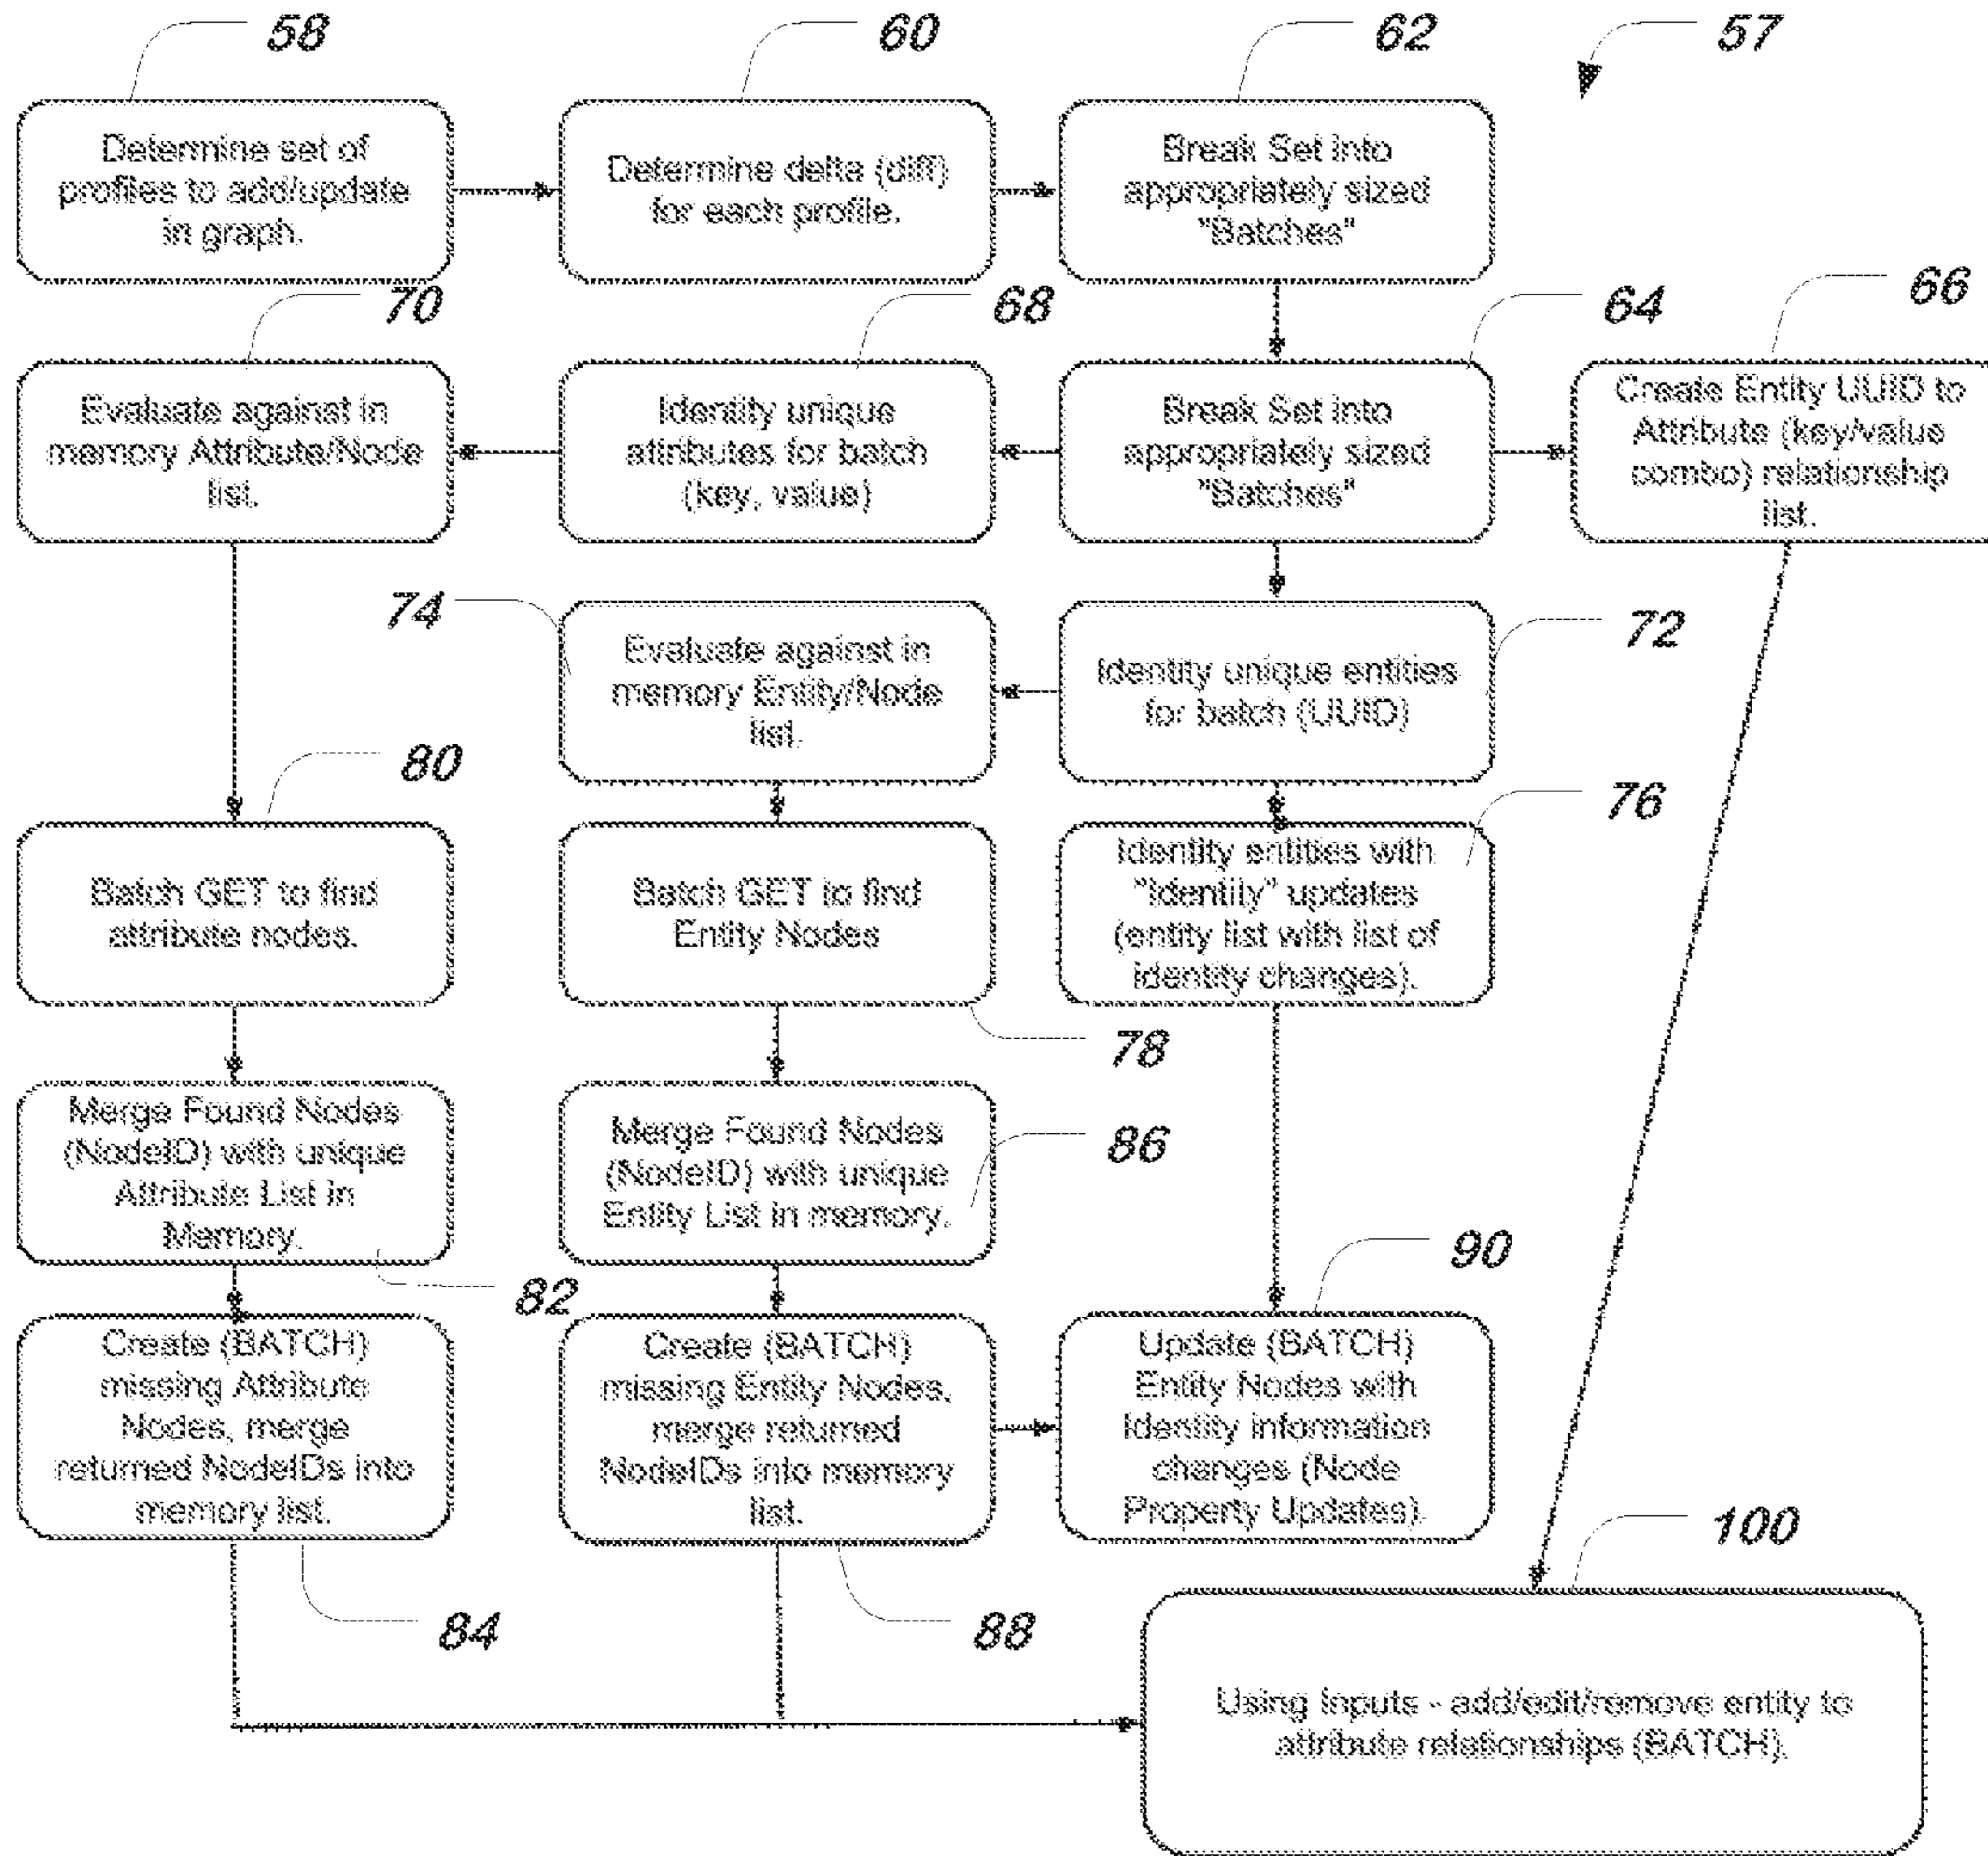 58
60
62
57
Determine set of
profiles to add/update
in graph.
Determine delta (diff)
for each profile.
Break Set into
appropriately sized
"Batches"
70
68
64
66
Evaluate against in
memory Attribute/Node
list.
Identity unique
attributes for batch
(key, value)
Break Set into
appropriately sized
"Batches"
Create Entity UUID to
Attribute (key/value
combo) relationship
list.
74
72
Evaluate against in
memory Entity/Node
list.
Identity unique entities
for batch (UUID)
80
76
Batch GET to find
attribute nodes.
Batch GET to find
Entity Nodes
Identity entities with
"Identity" updates
(entity list with list of
identity changes).
78
Merge Found Nodes
(NodeID) with unique
Attribute List in
Memory.
Merge Found Nodes
(NodeID) with unique
Entity List in memory.
86
82
90
Create (BATCH)
missing Attribute
Nodes, merge
returned NodeIDs into
memory list.
Create (BATCH)
missing Entity Nodes,
merge returned
NodeIDs into memory
list.
Update (BATCH)
Entity Nodes with
Identity information
changes (Node
Property Updates).
84
88
100
Using Inputs - add/edit/remove entity to
attribute relationships (BATCH).